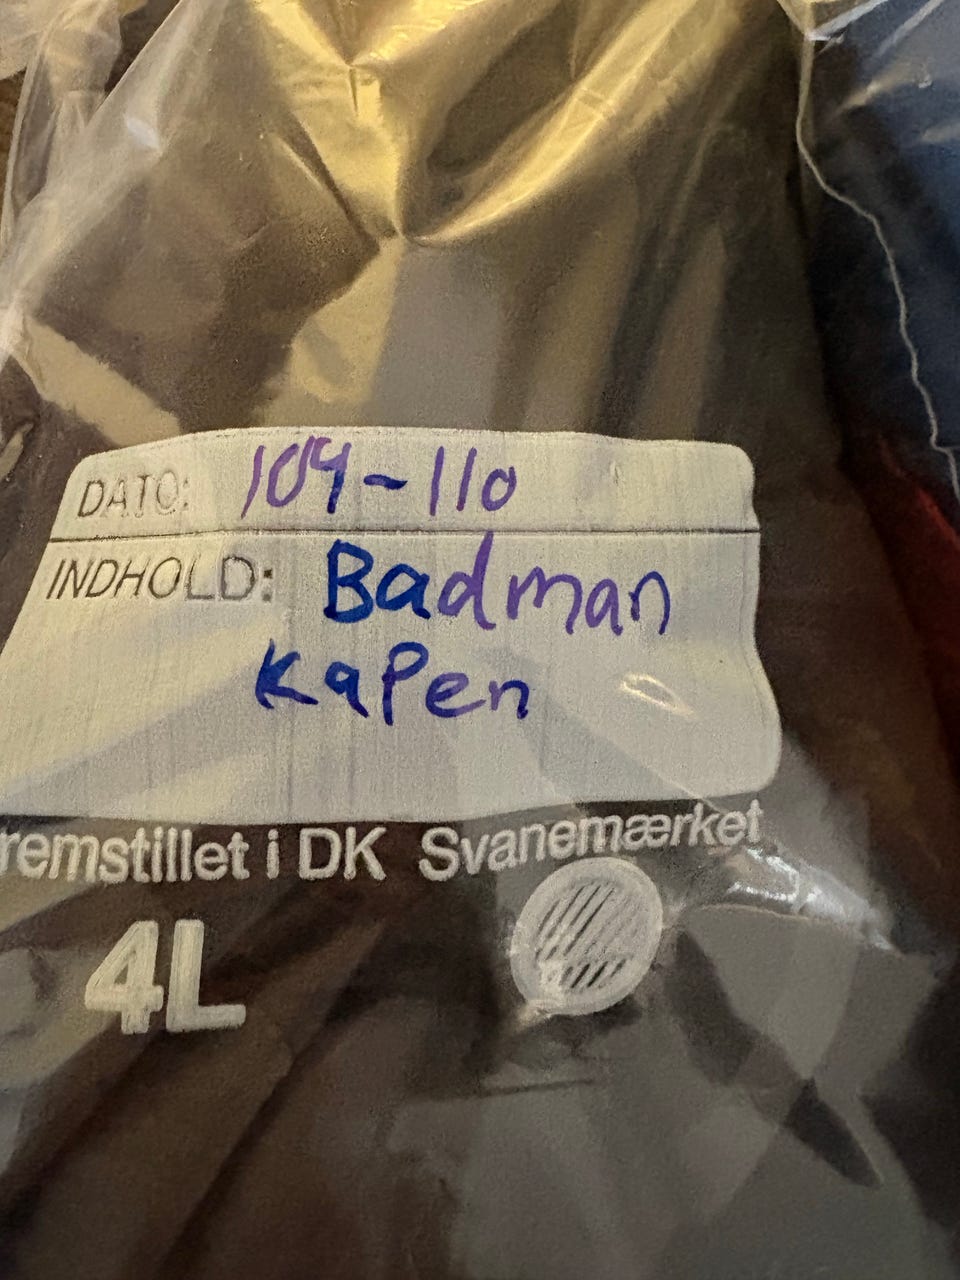 DATO: 104-110
INDHOLD: Badman
Kapen
remstillet i DK Svanemærket
4L